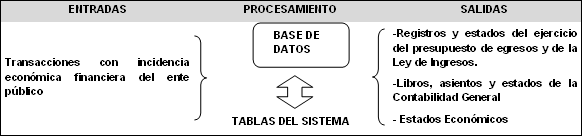 ENTRADAS
PROCESAMIENTO
SALIDAS
Transacciones con incidencia
económica financiera del ente
público
BASE DE
DATOS
TABLAS DEL SISTEMA
-Registros y estados del ejercicio
del presupuesto de egresos y de la
Ley de Ingresos.
-Libros, asientos y estados de la
Contabilidad General
- Estados Económicos